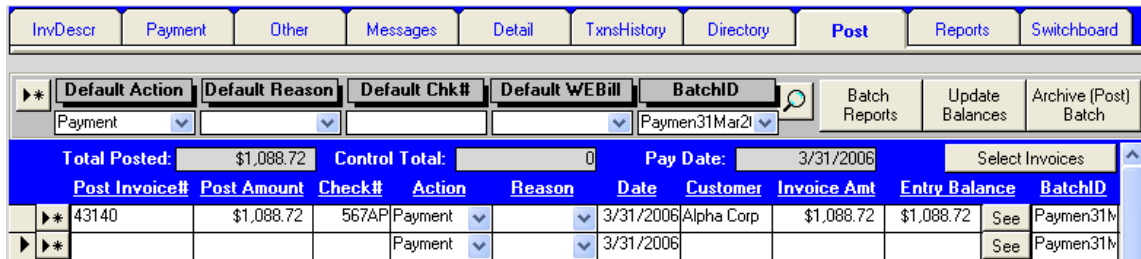 InvDescr Payment Other Messages Detail TxnsHistory Directory Post Reports Switchboard
Default Action Default Reason Default Chk# Default WEBill BatchID Batch Reports Update Balances Archive (Post) Batch
Payment Paymen31Mar2
Total Posted: $1,088.72 Control Total: 0 Pay Date: 3/31/2006 Select Invoices
Post Invoice# Post Amount Check# Action Reason Date Customer Invoice Amt Entry Balance BatchID
43140 $1,088.72 567AP Payment 3/31/2006 Alpha Corp $1,088.72 $1,088.72 See Paymen31M
Payment 3/31/2006 See Paymen31M